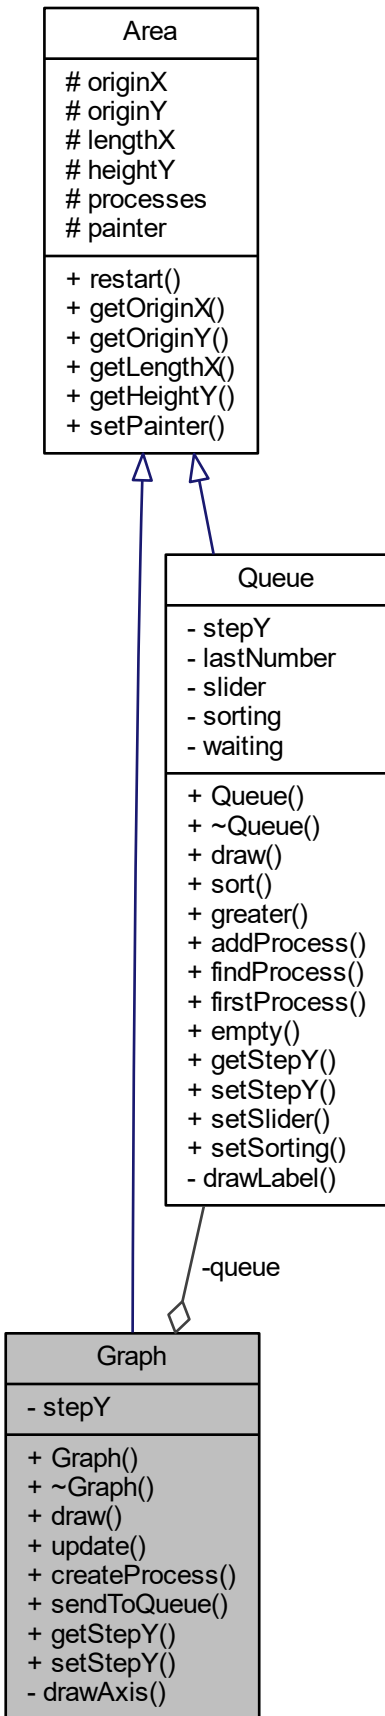 Area
# originX
# originY
# lengthX
# heightY
# processes
# painter
+ restart()
+ getOriginX()
+ getOriginY()
+ getLengthX()
+ getHeightY()
+ setPainter()
Queue
- stepY
- lastNumber
- slider
- sorting
- waiting
+ Queue()
+ ~Queue()
+ draw()
+ sort()
+ greater()
+ addProcess()
+ findProcess()
+ firstProcess()
+ empty()
+ getStepY()
+ setStepY()
+ setSlider()
+ setSorting()
- drawLabel()
-queue
Graph
- stepY
+ Graph()
+ ~Graph()
+ draw()
+ update()
+ createProcess()
+ sendToQueue()
+ getStepY()
+ setStepY()
- drawAxis()